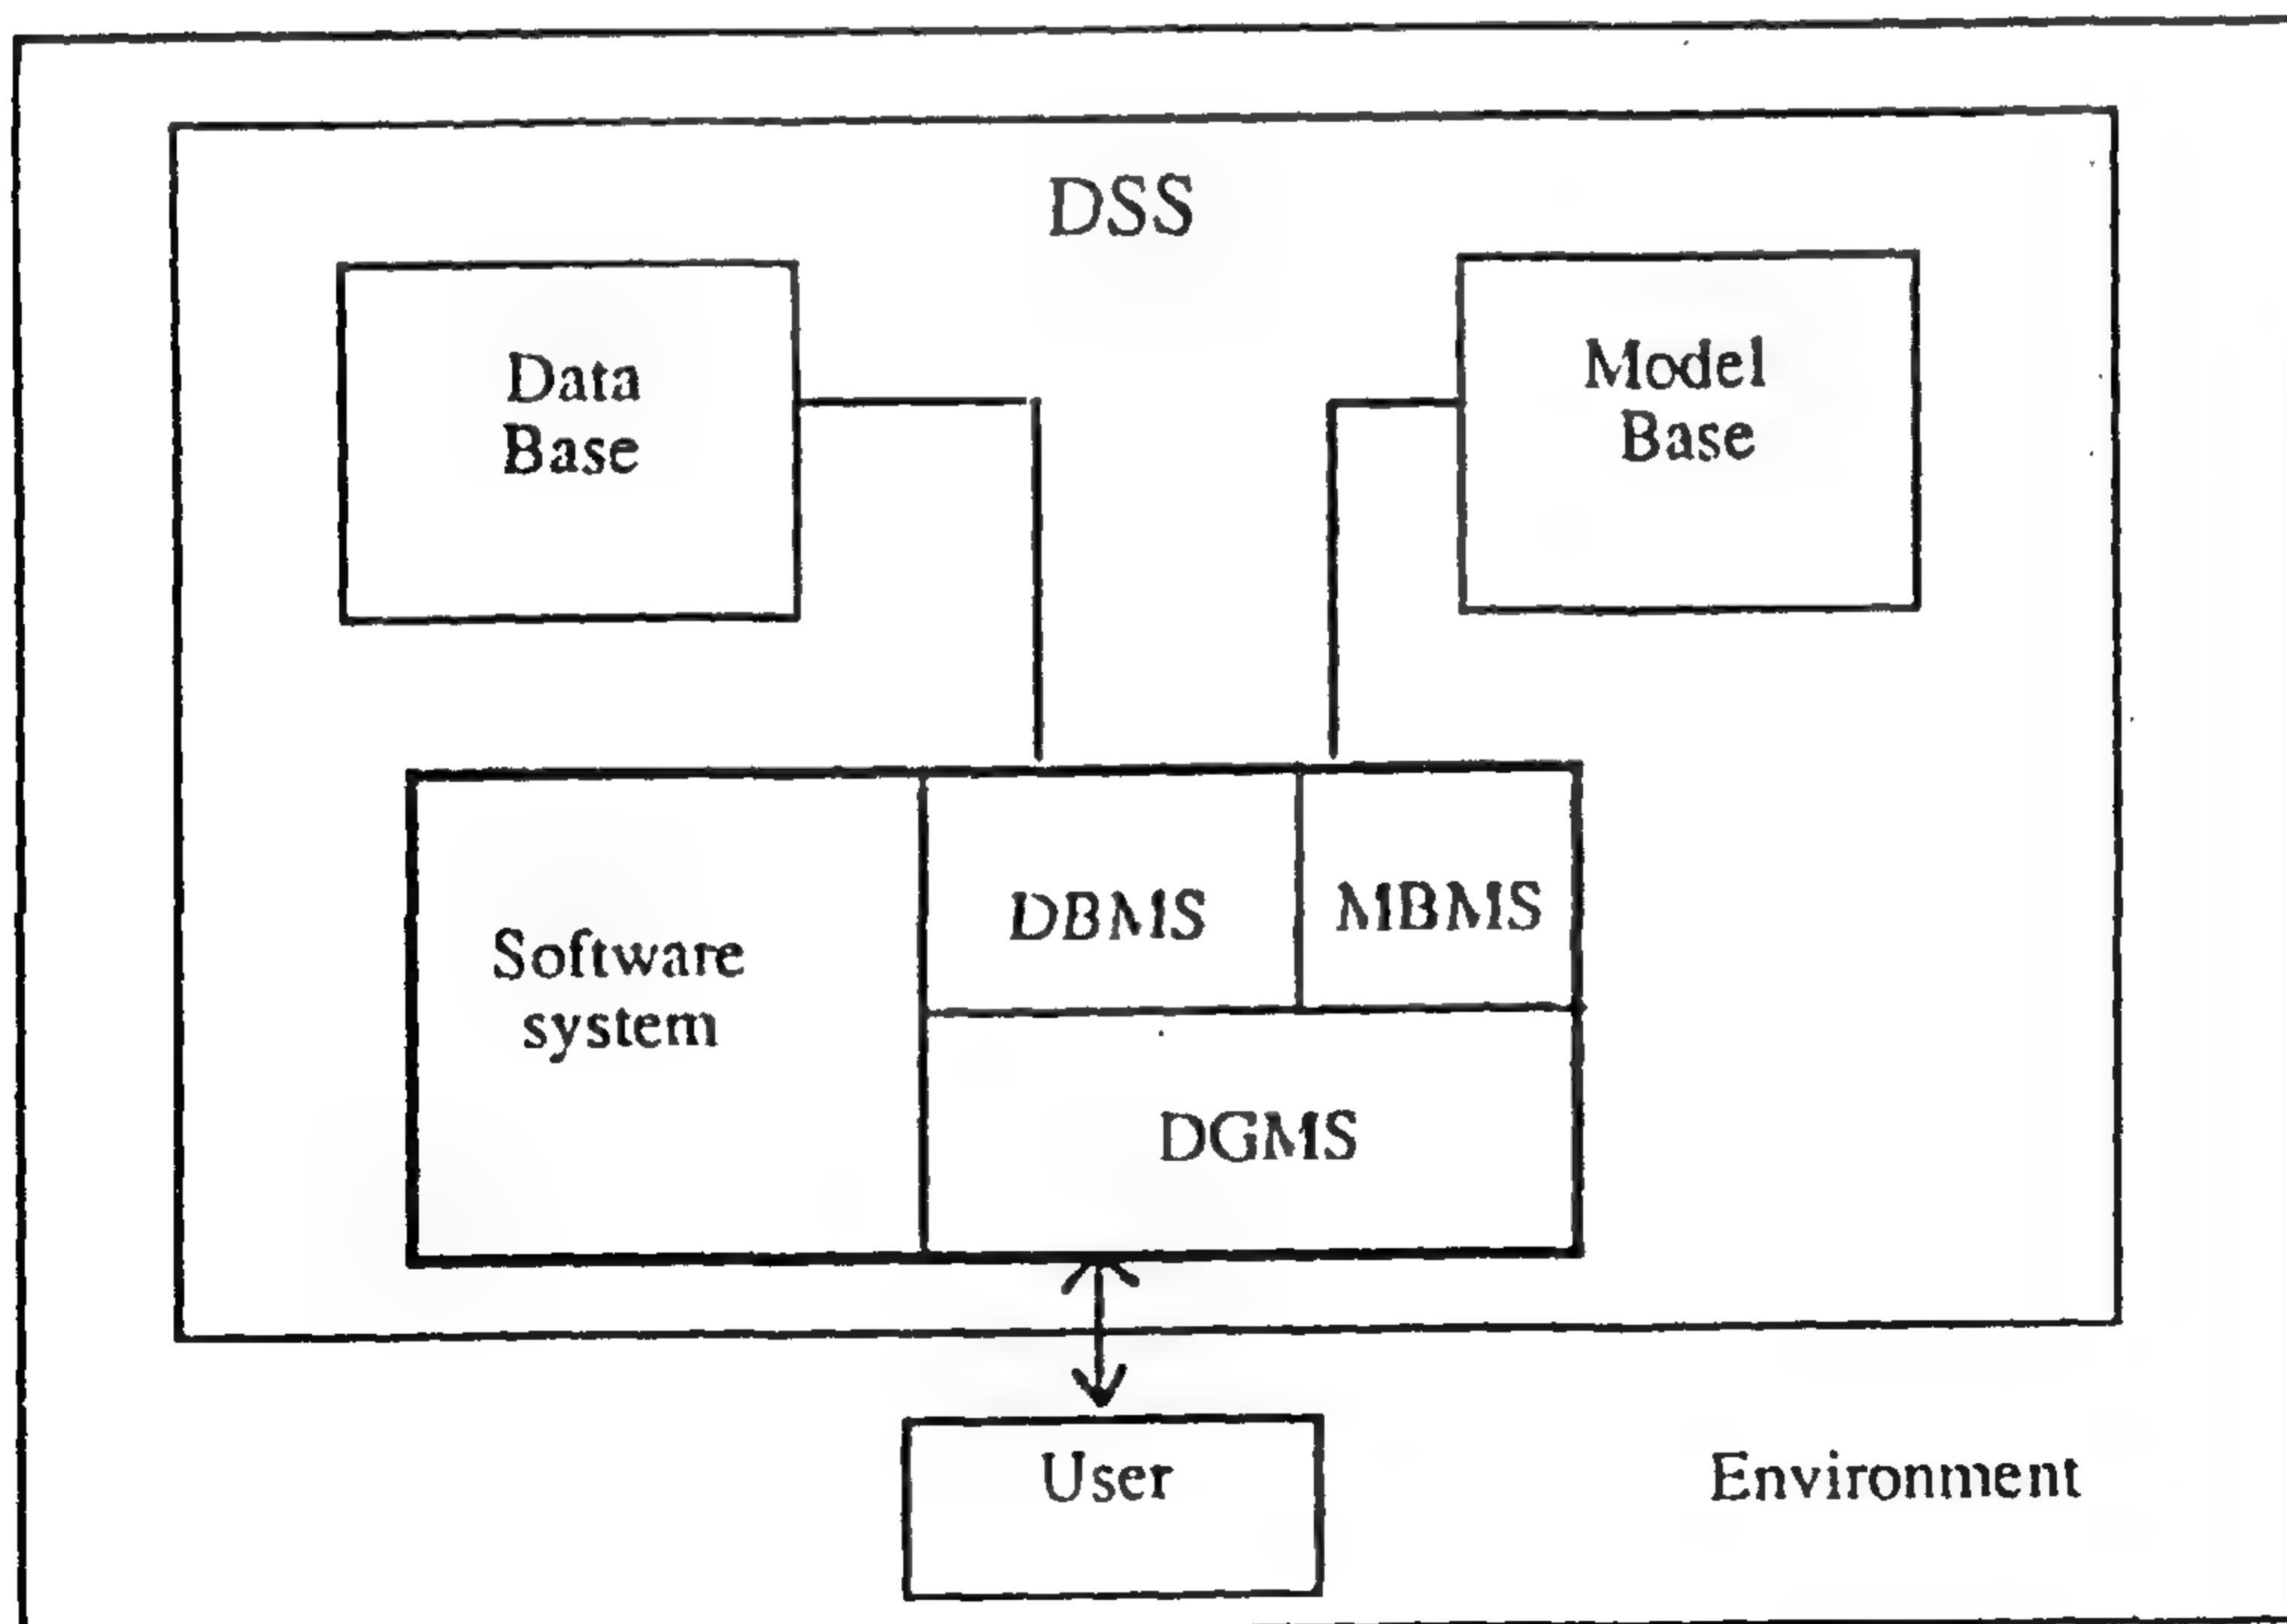 DSS
Data
Base
Model
Base
Software
system
DBMS
MBMS
DGMS
User
Environment